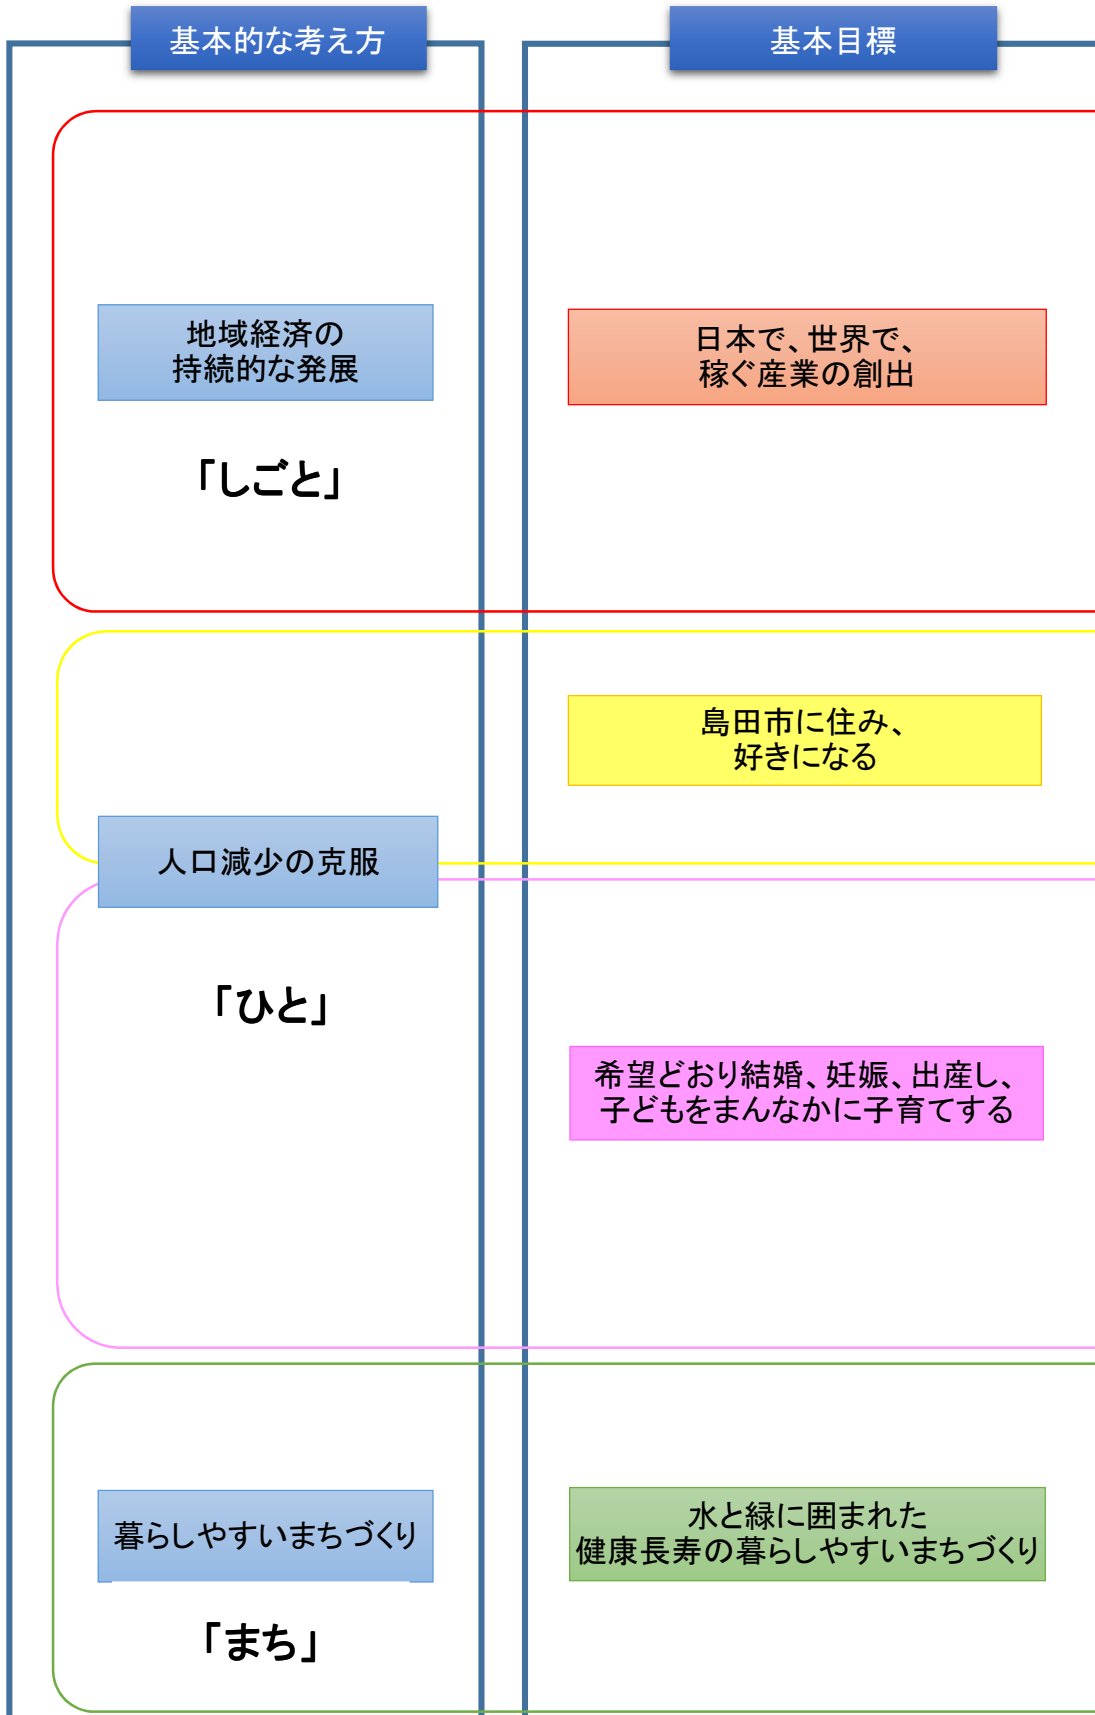 基本的な考え方
基本目標
地域経済の
持続的な発展
「しごと」
日本で、世界で、
稼ぐ産業の創出
島田市に住み、
好きになる
人口減少の克服
「ひと」
希望どおり結婚、妊娠、出産し、
子どもをまんなかに子育てする
暮らしやすいまちづくり
「まち」
水と緑に囲まれた
健康長寿の暮らしやすいまちづくり